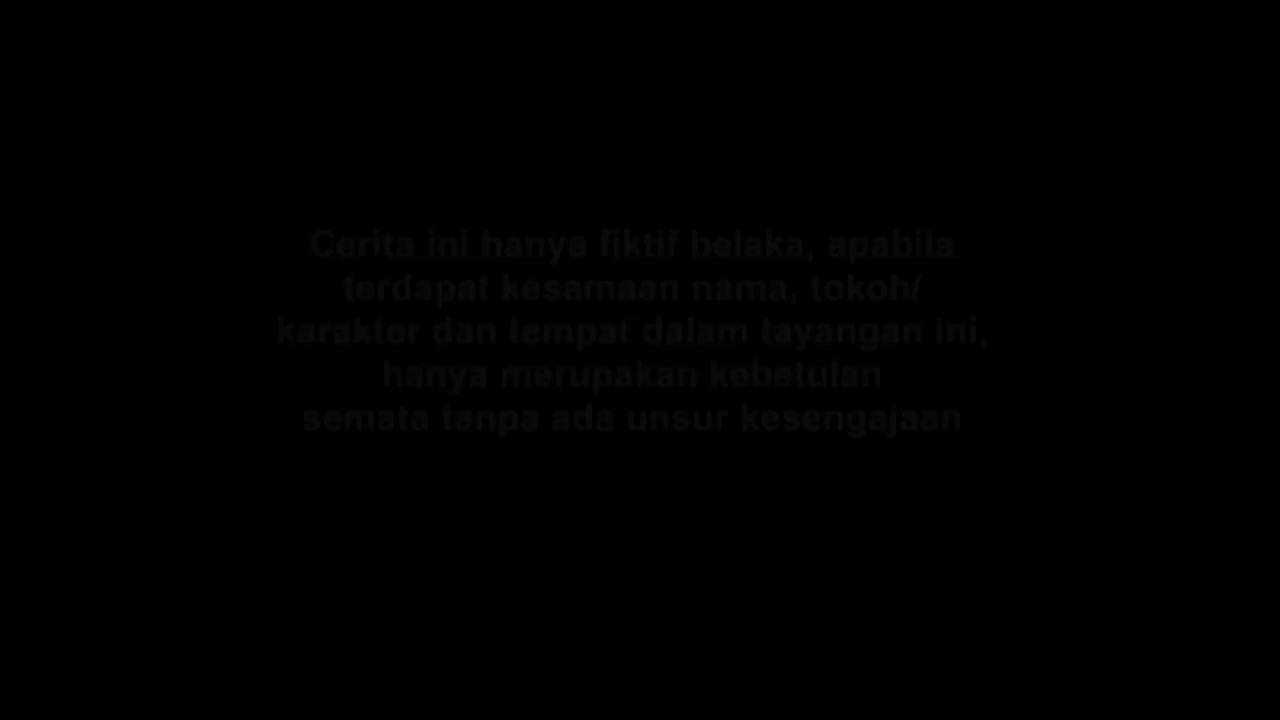 Cerita ini hanya fiktif belaka, apabila
terdapat kesamaan nama, tokoh/
karakter dan tempat dalam tayangan ini,
hanya merupakan kebetulan
semata tanpa ada unsur kesengajaan